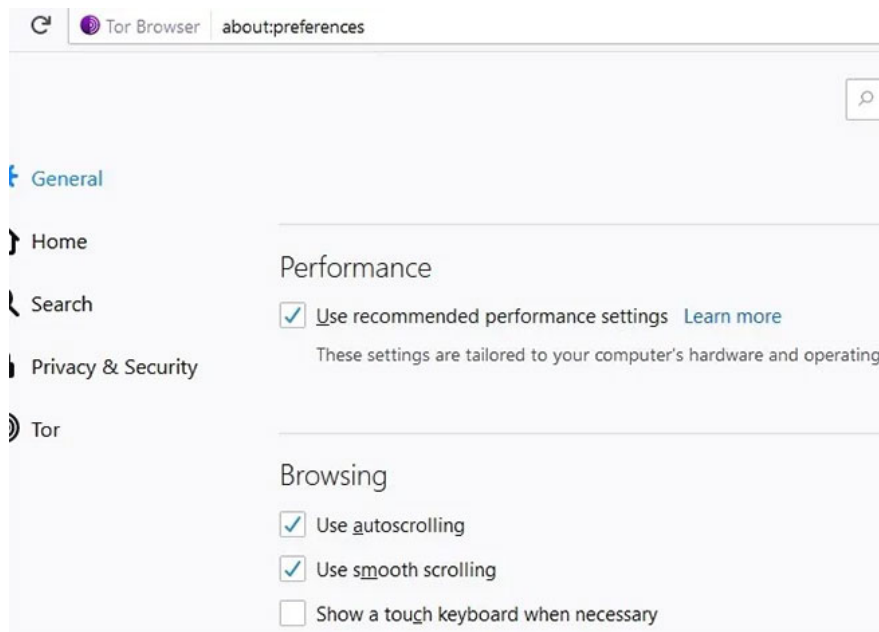 Tor Browser about:preferences
General
Home
Search
Privacy & Security
Tor
Performance
Use recommended performance settings Learn more
These settings are tailored to your computer's hardware and operating
Browsing
Use autoscrolling
Use smooth scrolling
Show a touch keyboard when necessary